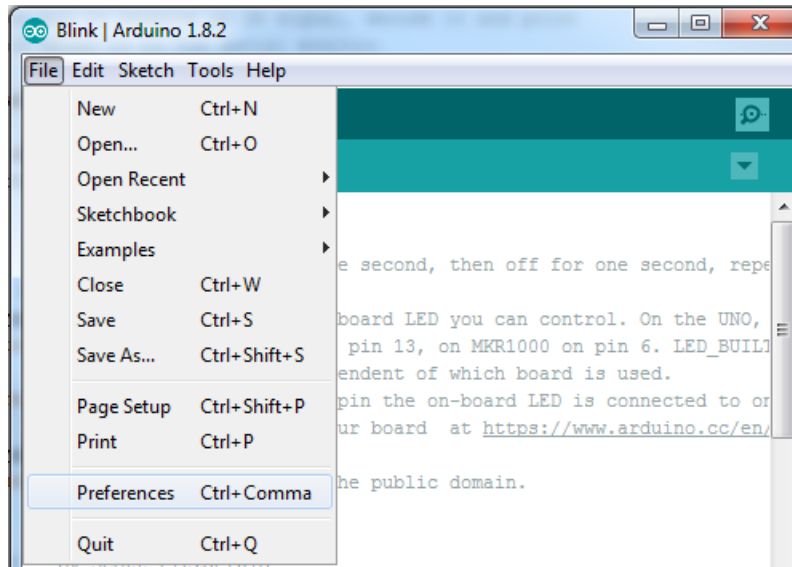 Blink | Arduino 1.8.2
File Edit Sketch Tools Help
New Ctrl+N
Open... Ctrl+O
Open Recent
Sketchbook
Examples
Close Ctrl+W
Save Ctrl+S
Save As... Ctrl+Shift+S
Page Setup Ctrl+Shift+P
Print Ctrl+P
Preferences Ctrl+Comma
Quit Ctrl+Q
e second, then off for one second, repe
board LED you can control. On the UNO,
pin 13, on MKR1000 on pin 6. LED_BUILT
endent of which board is used.
pin the on-board LED is connected to on
ur board at https://www.arduino.cc/en/
he public domain.